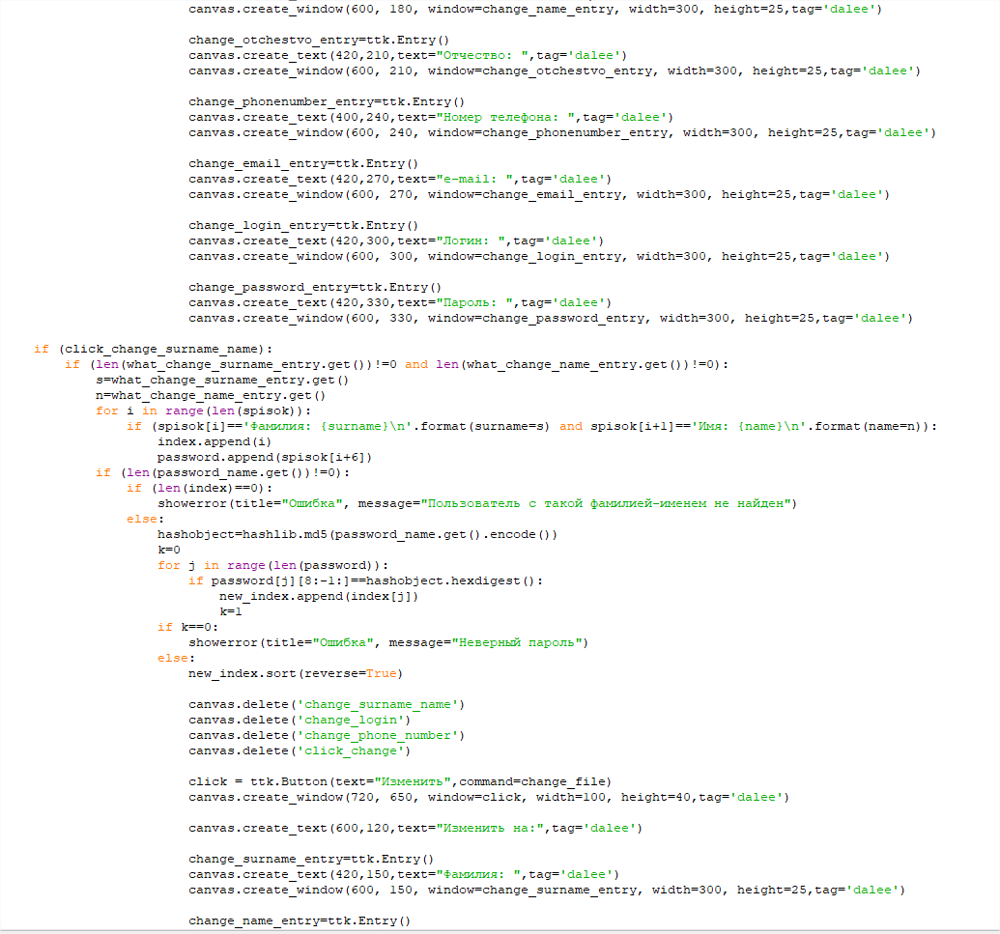 canvas.create_window(600, 180, window=change_name_entry, width=300, height=25,tag='dalee')
change_otchestvo_entry=ttk.Entry()
canvas.create_text(420,210,text="Отчество: ",tag='dalee')
canvas.create_window(600, 210, window=change_otchestvo_entry, width=300, height=25,tag='dalee')
change_phonenumber_entry=ttk.Entry()
canvas.create_text(400,240,text="Номер телефона: ",tag='dalee')
canvas.create_window(600, 240, window=change_phonenumber_entry, width=300, height=25,tag='dalee')
change_email_entry=ttk.Entry()
canvas.create_text(420,270,text="e-mail: ",tag='dalee')
canvas.create_window(600, 270, window=change_email_entry, width=300, height=25,tag='dalee')
change_login_entry=ttk.Entry()
canvas.create_text(420,300,text="Логин: ",tag='dalee')
canvas.create_window(600, 300, window=change_login_entry, width=300, height=25,tag='dalee')
change_password_entry=ttk.Entry()
canvas.create_text(420,330,text="Пароль: ",tag='dalee')
canvas.create_window(600, 330, window=change_password_entry, width=300, height=25,tag='dalee')
if (click_change_surname_name):
if (len(what_change_surname_entry.get())!=0 and len(what_change_name_entry.get())!=0):
s=what_change_surname_entry.get()
n=what_change_name_entry.get()
for i in range(len(spisok)):
if (spisok[i]=='Фамилия: {surname}\n'.format(surname=s) and spisok[i+1]=='Имя: {name}\n'.format(name=n)):
index.append(i)
password.append(spisok[i+6])
if (len(password_name.get())!=0):
if (len(index)==0):
showerror(title="Ошибка", message="Пользователь с такой фамилией-именем не найден")
else:
hashobject=hashlib.md5(password_name.get().encode())
k=0
for j in range(len(password)):
if password[j][8:-1:]==hashobject.hexdigest():
new_index.append(index[j])
k=1
if k==0:
showerror(title="Ошибка", message="Неверный пароль")
else:
new_index.sort(reverse=True)
canvas.delete('change_surname_name')
canvas.delete('change_login')
canvas.delete('change_phone_number')
canvas.delete('click_change')
click = ttk.Button(text="Изменить",command=change_file)
canvas.create_window(720, 650, window=click, width=100, height=40,tag='dalee')
canvas.create_text(600,120,text="Изменить на:",tag='dalee')
change_surname_entry=ttk.Entry()
canvas.create_text(420,150,text="Фамилия: ",tag='dalee')
canvas.create_window(600, 150, window=change_surname_entry, width=300, height=25,tag='dalee')
change_name_entry=ttk.Entry()